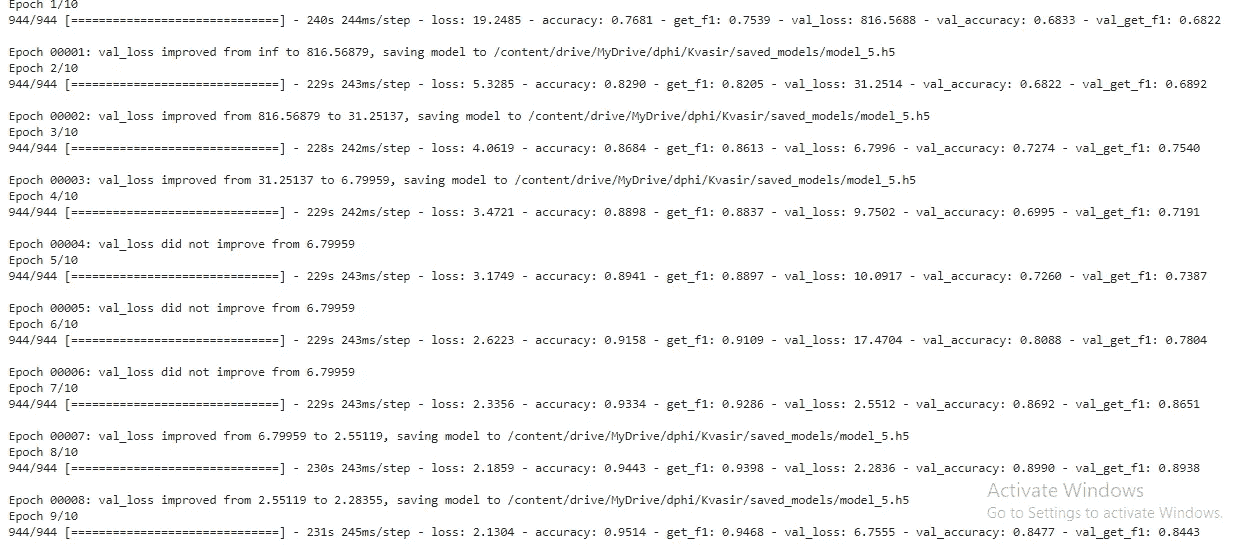 Epoch 1/10
944/944 [==============================] - 240s 244ms/step - loss: 19.2485 - accuracy: 0.7681 - get_f1: 0.7539 - val_loss: 816.5688 - val_accuracy: 0.6833 - val_get_f1: 0.6822
Epoch 00001: val_loss improved from inf to 816.56879, saving model to /content/drive/MyDrive/dphi/Kvasir/saved_models/model_5.h5
Epoch 2/10
944/944 [==============================] - 229s 243ms/step - loss: 5.3285 - accuracy: 0.8290 - get_f1: 0.8205 - val_loss: 31.2514 - val_accuracy: 0.6822 - val_get_f1: 0.6892
Epoch 00002: val_loss improved from 816.56879 to 31.25137, saving model to /content/drive/MyDrive/dphi/Kvasir/saved_models/model_5.h5
Epoch 3/10
944/944 [==============================] - 228s 242ms/step - loss: 4.0619 - accuracy: 0.8684 - get_f1: 0.8613 - val_loss: 6.7996 - val_accuracy: 0.7274 - val_get_f1: 0.7540
Epoch 00003: val_loss improved from 31.25137 to 6.79959, saving model to /content/drive/MyDrive/dphi/Kvasir/saved_models/model_5.h5
Epoch 4/10
944/944 [==============================] - 229s 242ms/step - loss: 3.4721 - accuracy: 0.8898 - get_f1: 0.8837 - val_loss: 9.7502 - val_accuracy: 0.6995 - val_get_f1: 0.7191
Epoch 00004: val_loss did not improve from 6.79959
Epoch 5/10
944/944 [==============================] - 229s 243ms/step - loss: 3.1749 - accuracy: 0.8941 - get_f1: 0.8897 - val_loss: 10.0917 - val_accuracy: 0.7260 - val_get_f1: 0.7387
Epoch 00005: val_loss did not improve from 6.79959
Epoch 6/10
944/944 [==============================] - 229s 243ms/step - loss: 2.6223 - accuracy: 0.9158 - get_f1: 0.9109 - val_loss: 17.4704 - val_accuracy: 0.8088 - val_get_f1: 0.7804
Epoch 00006: val_loss did not improve from 6.79959
Epoch 7/10
944/944 [==============================] - 229s 243ms/step - loss: 2.3356 - accuracy: 0.9334 - get_f1: 0.9286 - val_loss: 2.5512 - val_accuracy: 0.8692 - val_get_f1: 0.8651
Epoch 00007: val_loss improved from 6.79959 to 2.55119, saving model to /content/drive/MyDrive/dphi/Kvasir/saved_models/model_5.h5
Epoch 8/10
944/944 [==============================] - 230s 243ms/step - loss: 2.1859 - accuracy: 0.9443 - get_f1: 0.9398 - val_loss: 2.2836 - val_accuracy: 0.8990 - val_get_f1: 0.8938
Epoch 00008: val_loss improved from 2.55119 to 2.28355, saving model to /content/drive/MyDrive/dphi/Kvasir/saved_models/model_5.h5
Epoch 9/10
944/944 [==============================] - 231s 245ms/step - loss: 2.1304 - accuracy: 0.9514 - get_f1: 0.9468 - val_loss: 6.7555 - val_accuracy: 0.8477 - val_get_f1: 0.8443
Activate Windows
Go to Settings to activate Windows.